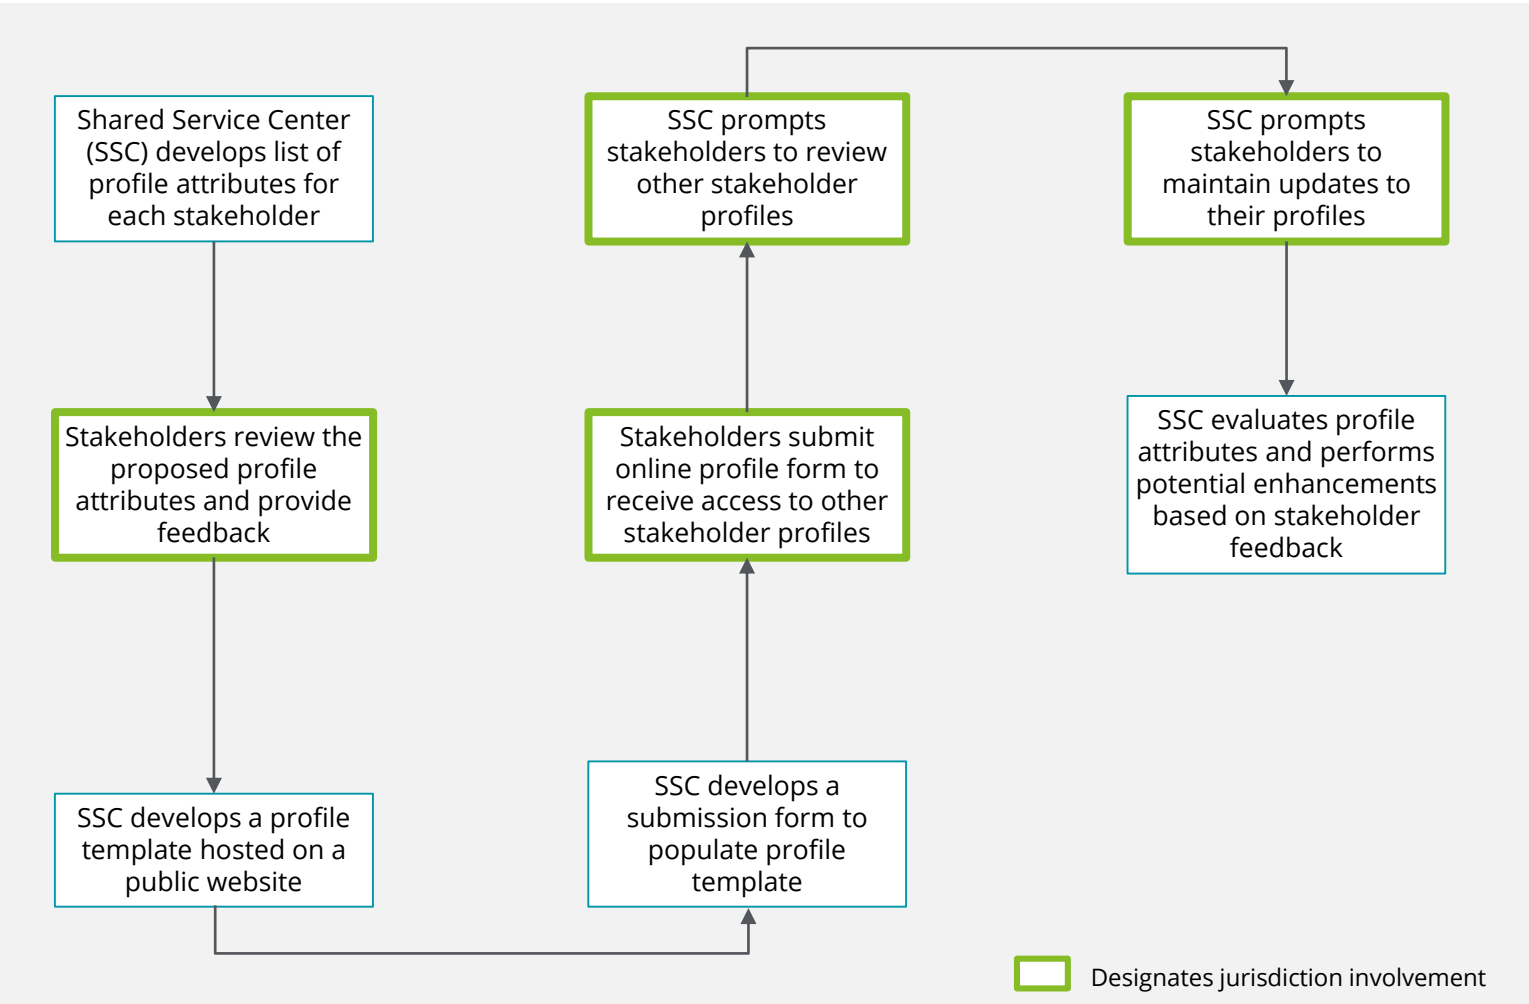 Shared Service Center
(SSC) develops list of
profile attributes for
each stakeholder
Stakeholders review the
proposed profile
attributes and provide
feedback
SSC develops a profile
template hosted on a
public website
SSC develops a
submission form to
populate profile
template
Stakeholders submit
online profile form to
receive access to other
stakeholder profiles
SSC prompts
stakeholders to review
other stakeholder
profiles
SSC prompts
stakeholders to
maintain updates to
their profiles
SSC evaluates profile
attributes and performs
potential enhancements
based on stakeholder
feedback
Designates jurisdiction involvement